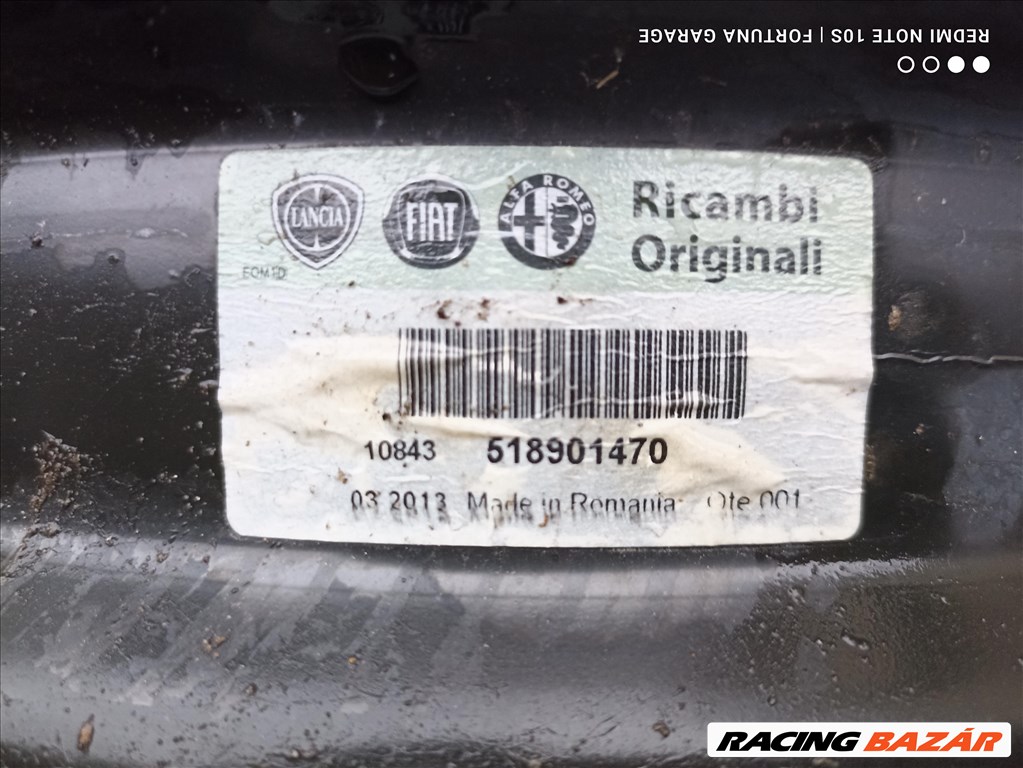 REDMI NOTE 10S | FORTUNA GARAGE
LANCIA
FIAT
ALFA ROMEO
Ricambi
Originali
EQM1D
10843 518901470
03 2013 Made in Romania Qte 001
RACING BAZÁR